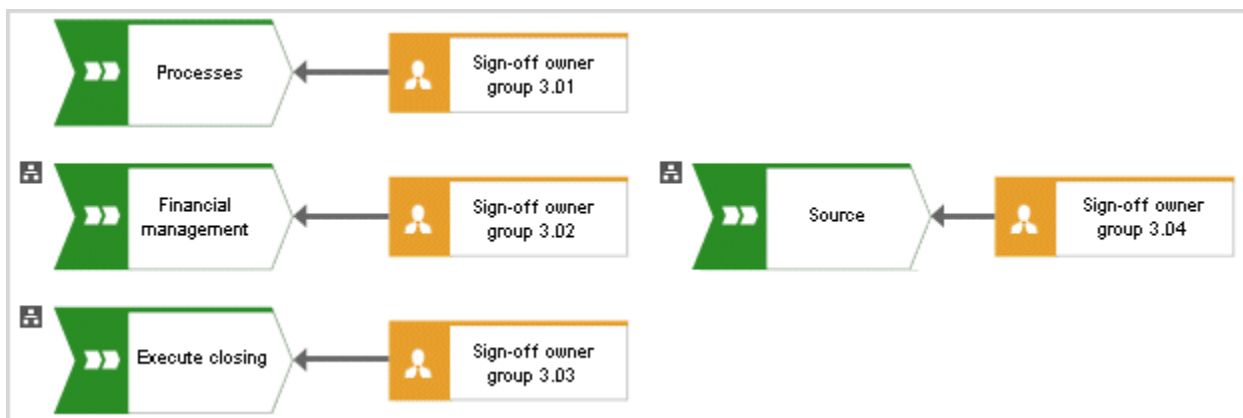 Processes
Sign-off owner
group 3.01
Financial
management
Sign-off owner
group 3.02
Source
Sign-off owner
group 3.04
Execute closing
Sign-off owner
group 3.03